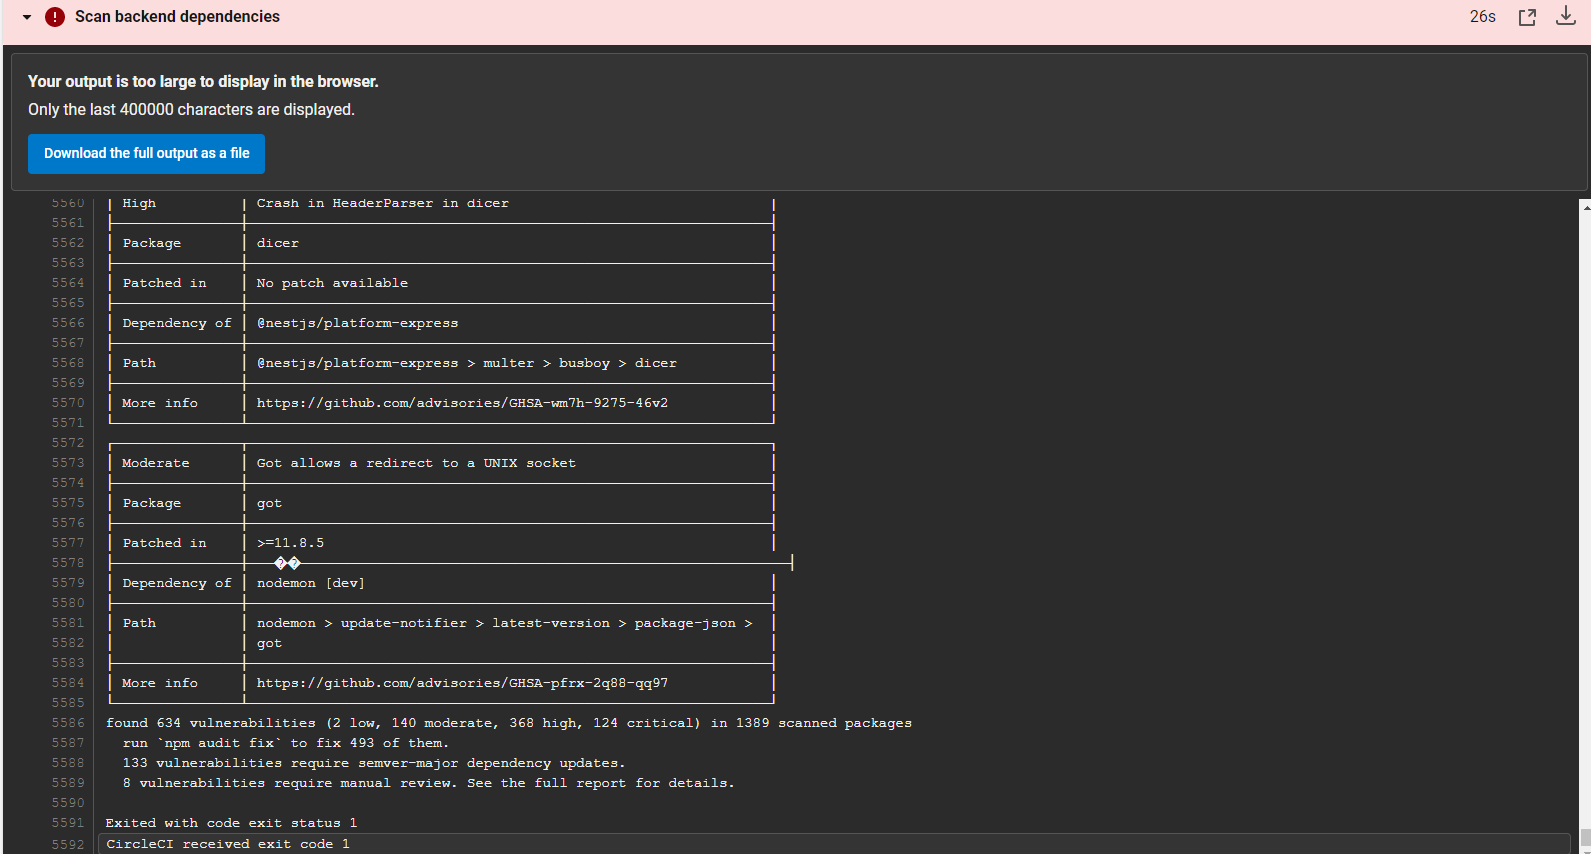 Scan backend dependencies
26s
Your output is too large to display in the browser.
Only the last 400000 characters are displayed.
Download the full output as a file
5560 High Crash in HeaderParser in dicer
5561
5562 Package dicer
5563
5564 Patched in No patch available
5565
5566 Dependency of @nestjs/platform-express
5567
5568 Path @nestjs/platform-express > multer > busboy > dicer
5569
5570 More info https://github.com/advisories/GHSA-wm7h-9275-46v2
5571
5572
5573 Moderate Got allows a redirect to a UNIX socket
5574
5575 Package got
5576
5577 Patched in >=11.8.5
5578 ��
5579 Dependency of nodemon [dev]
5580
5581 Path nodemon > update-notifier > latest-version > package-json >
5582 got
5583
5584 More info https://github.com/advisories/GHSA-pfrx-2q88-qq97
5585
5586 found 634 vulnerabilities (2 low, 140 moderate, 368 high, 124 critical) in 1389 scanned packages
5587 run `npm audit fix` to fix 493 of them.
5588 133 vulnerabilities require semver-major dependency updates.
5589 8 vulnerabilities require manual review. See the full report for details.
5590
5591 Exited with code exit status 1
5592 CircleCI received exit code 1